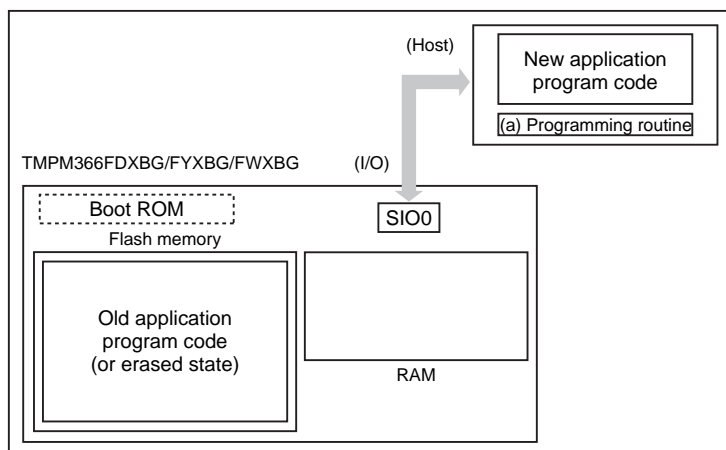 (Host)
New application
program code
(a) Programming routine
TMPM366FDXBG/FYXBG/FWXBG
(I/O)
Boot ROM
SIO0
Flash memory
Old application
program code
(or erased state)
RAM